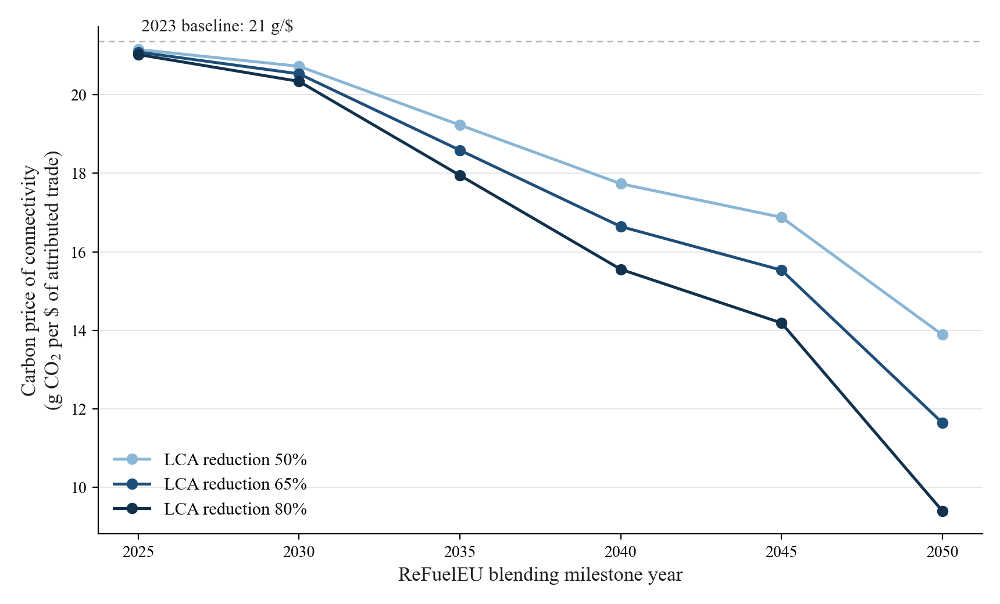 2023 baseline: 21 g/$
Carbon price of connectivity
(g CO₂ per $ of attributed trade)
20
18
16
14
12
10
LCA reduction 50%
LCA reduction 65%
LCA reduction 80%
2025 2030 2035 2040 2045 2050
ReFuelEU blending milestone year